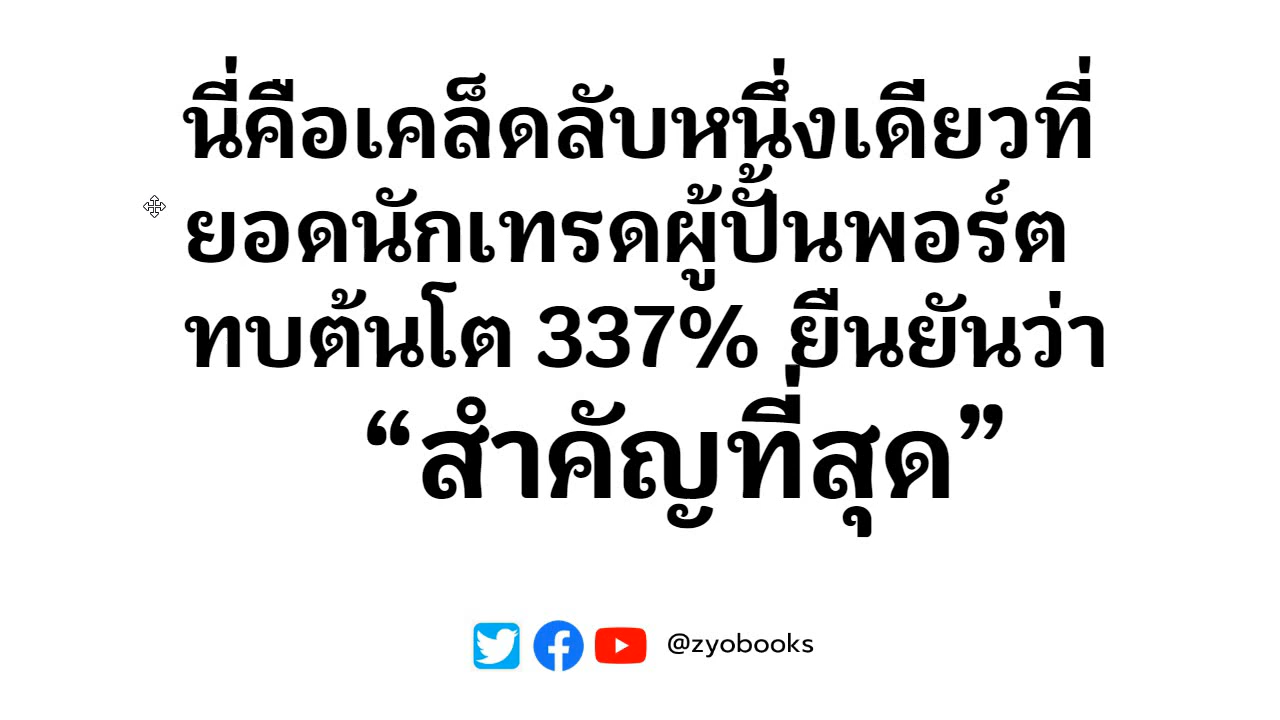 นี่คือเคล็ดลับหนึ่งเดียวที่
ยอดนักเทรดผู้ปั้นพอร์ต
ทบต้นโต 337% ยืนยันว่า
“สำคัญที่สุด”
@zyobooks